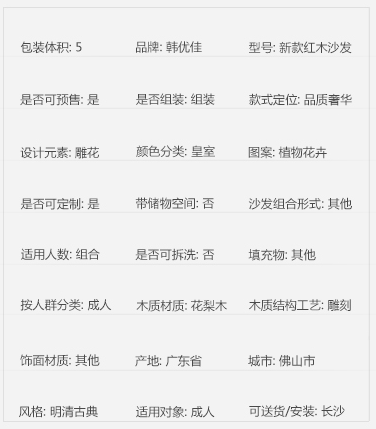 包装体积: 5 品牌: 韩优佳 型号: 新款红木沙发
是否可预售: 是 是否组装: 组装 款式定位: 品质奢华
设计元素: 雕花 颜色分类: 皇室 图案: 植物花卉
是否可定制: 是 带储物空间: 否 沙发组合形式: 其他
适用人数: 组合 是否可拆洗: 否 填充物: 其他
按人群分类: 成人 木质材质: 花梨木 木质结构工艺: 雕刻
饰面材质: 其他 产地: 广东省 城市: 佛山市
风格: 明清古典 适用对象: 成人 可送货/安装: 长沙